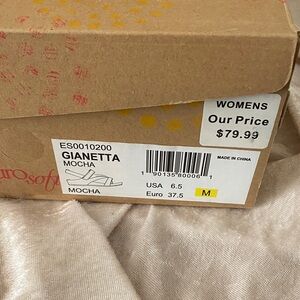 WOMENS
Our Price
$79.99
ES0010200
GIANETTA
MOCHA
MADE IN CHINA
1 90135 80006 1
USA 6.5
MOCHA
Euro 37.5 M